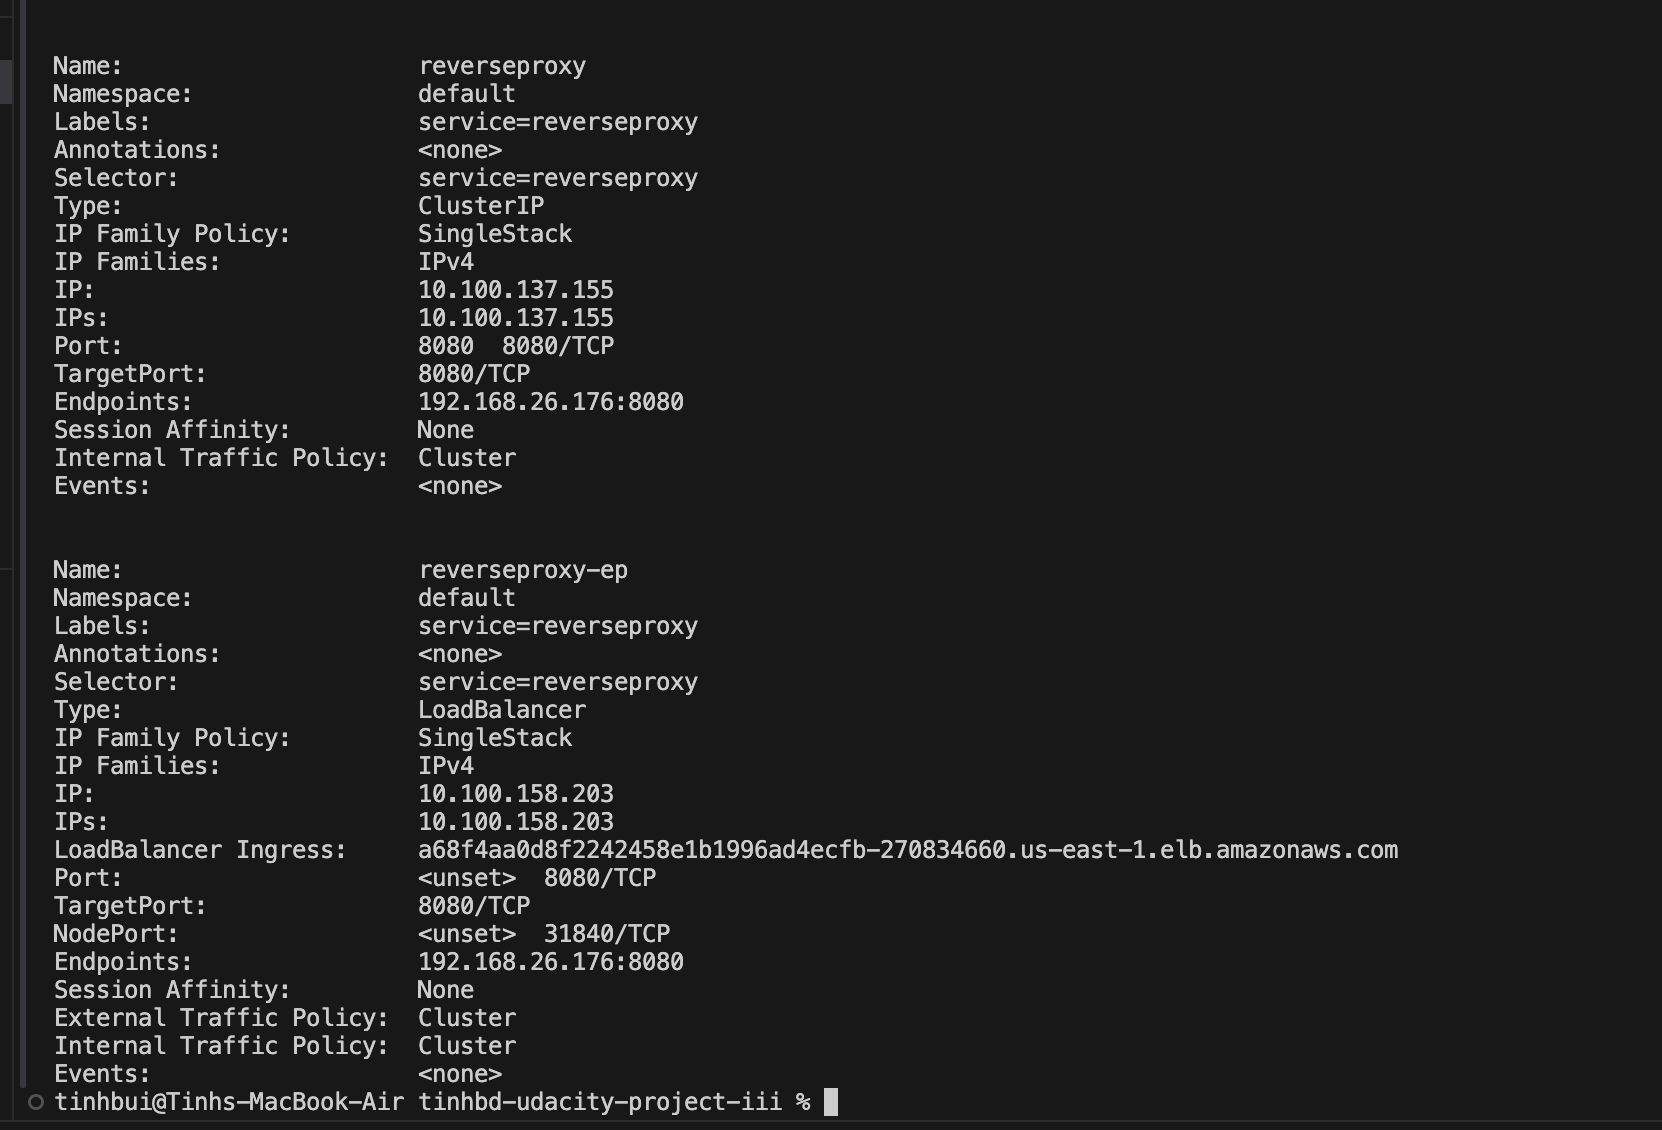 Name: reverseproxy
Namespace: default
Labels: service=reverseproxy
Annotations: <none>
Selector: service=reverseproxy
Type: ClusterIP
IP Family Policy: SingleStack
IP Families: IPv4
IP: 10.100.137.155
IPs: 10.100.137.155
Port: 8080 8080/TCP
TargetPort: 8080/TCP
Endpoints: 192.168.26.176:8080
Session Affinity: None
Internal Traffic Policy: Cluster
Events: <none>
Name: reverseproxy-ep
Namespace: default
Labels: service=reverseproxy
Annotations: <none>
Selector: service=reverseproxy
Type: LoadBalancer
IP Family Policy: SingleStack
IP Families: IPv4
IP: 10.100.158.203
IPs: 10.100.158.203
LoadBalancer Ingress: a68f4aa0d8f2242458e1b1996ad4ecfb-270834660.us-east-1.elb.amazonaws.com
Port: <unset> 8080/TCP
TargetPort: 8080/TCP
NodePort: <unset> 31840/TCP
Endpoints: 192.168.26.176:8080
Session Affinity: None
External Traffic Policy: Cluster
Internal Traffic Policy: Cluster
Events: <none>
tinhbui@Tinhs-MacBook-Air tinhbd-udacity-project-iii %